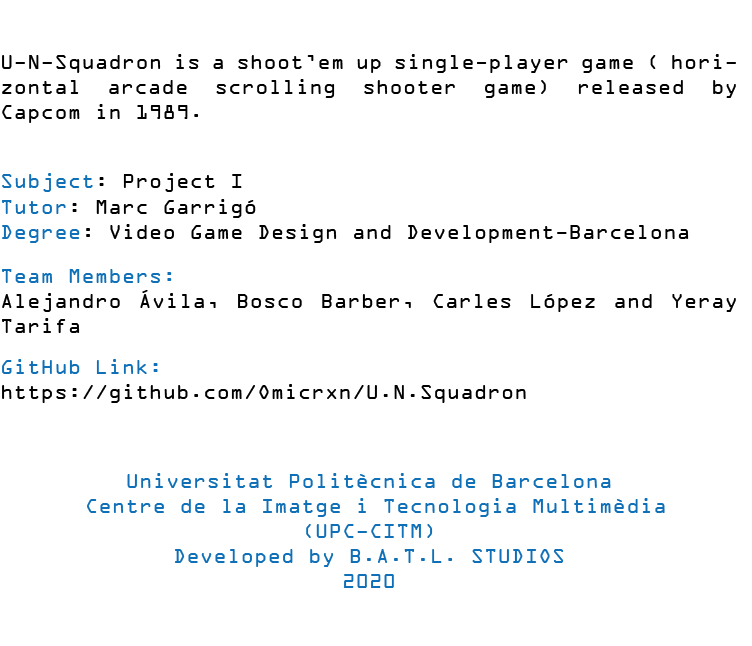 U-N-Squadron is a shoot'em up single-player game ( hori-
zontal arcade scrolling shooter game) released by
Capcom in 1989.
Subject: Project I
Tutor: Marc Garrigó
Degree: Video Game Design and Development-Barcelona
Team Members:
Alejandro Ávila, Bosco Barber, Carles López and Yeray
Tarifa
GitHub Link:
https://github.com/Omicrxn/U.N.Squadron
Universitat Politècnica de Barcelona
Centre de la Imatge i Tecnologia Multimèdia
(UPC-CITM)
Developed by B.A.T.L. STUDIOS
2020